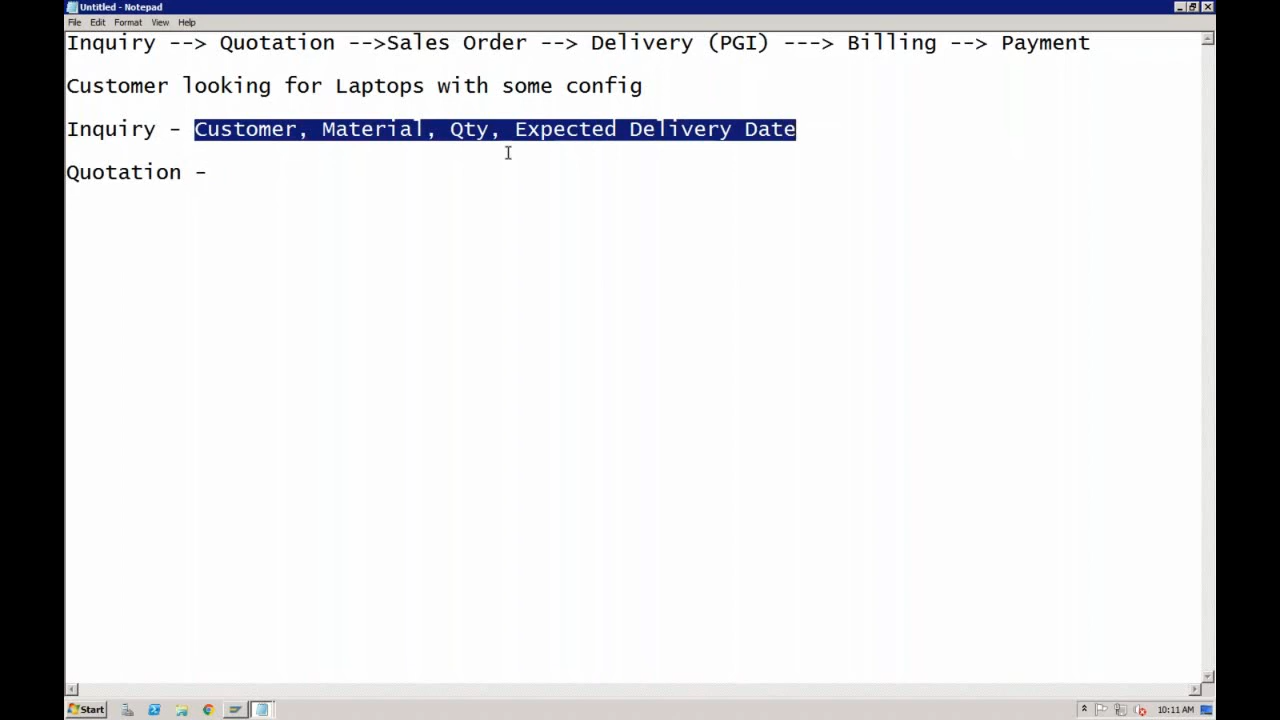 Untitled - Notepad
File Edit Format View Help
Inquiry --> Quotation -->Sales Order --> Delivery (PGI) ---> Billing --> Payment
Customer looking for Laptops with some config
Inquiry - Customer, Material, Qty, Expected Delivery Date
Quotation -
Start
10:11 AM